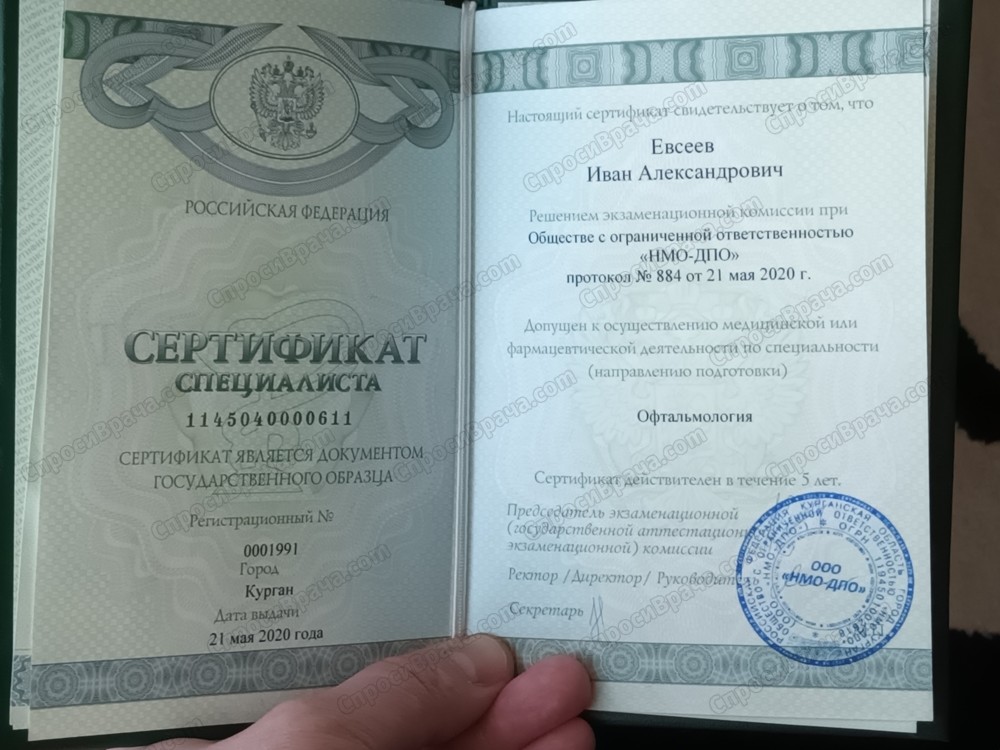 РОССИЙСКАЯ ФЕДЕРАЦИЯ
СЕРТИФИКАТ
СПЕЦИАЛИСТА
1145040000611
СЕРТИФИКАТ ЯВЛЯЕТСЯ ДОКУМЕНТОМ
ГОСУДАРСТВЕННОГО ОБРАЗЦА
Регистрационный №
0001991
Город
Курган
Дата выдачи
21 мая 2020 года
Настоящий сертификат свидетельствует о том, что
Евсеев
Иван Александрович
Решением экзаменационной комиссии при
Обществе с ограниченной ответственностью
«НМО-ДПО»
протокол № 884 от 21 мая 2020 г.
Допущен к осуществлению медицинской или
фармацевтической деятельности по специальности
(направлению подготовки)
Офтальмология
Сертификат действителен в течение 5 лет.
Председатель экзаменационной
(государственной аттестацион
экзаменационной) комиссии
Ректор /Директор/ Руководитель
Секретарь
ООО
«НМО-ДПО»
СпросиВрача.com